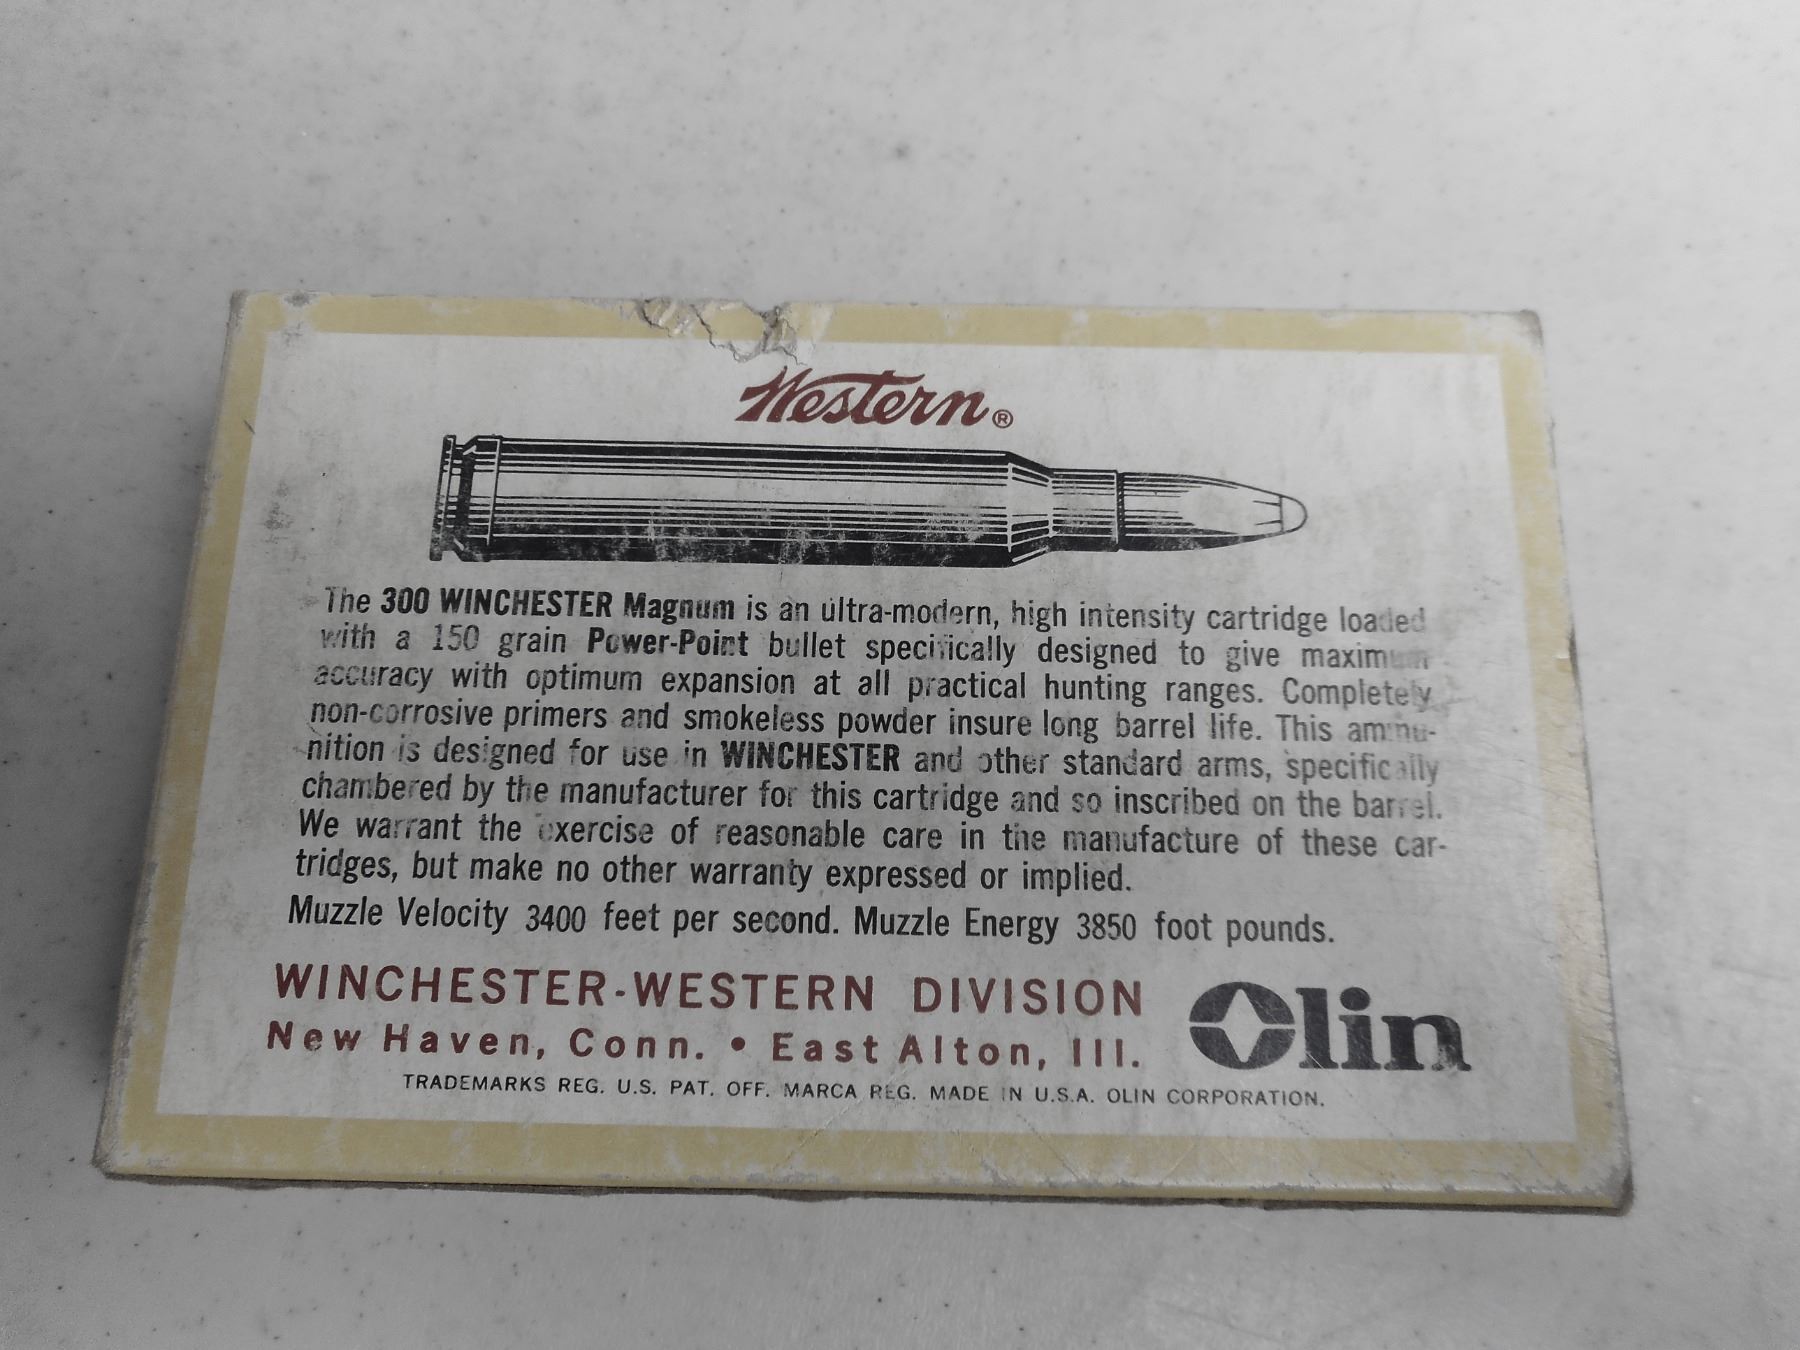 Western®
The 300 WINCHESTER Magnum is an ultra-modern, high intensity cartridge loaded
with a 150 grain Power-Point bullet specifically designed to give maximum
accuracy with optimum expansion at all practical hunting ranges. Completely
non-corrosive primers and smokeless powder insure long barrel life. This ammu-
nition is designed for use in WINCHESTER and other standard arms, specifically
chambered by the manufacturer for this cartridge and so inscribed on the barrel.
We warrant the exercise of reasonable care in the manufacture of these car-
tridges, but make no other warranty expressed or implied.
Muzzle Velocity 3400 feet per second. Muzzle Energy 3850 foot pounds.
WINCHESTER-WESTERN DIVISION
New Haven, Conn. • East Alton, Ill.
Olin
TRADEMARKS REG. U.S. PAT. OFF. MARCA REG. MADE IN U.S.A. OLIN CORPORATION.